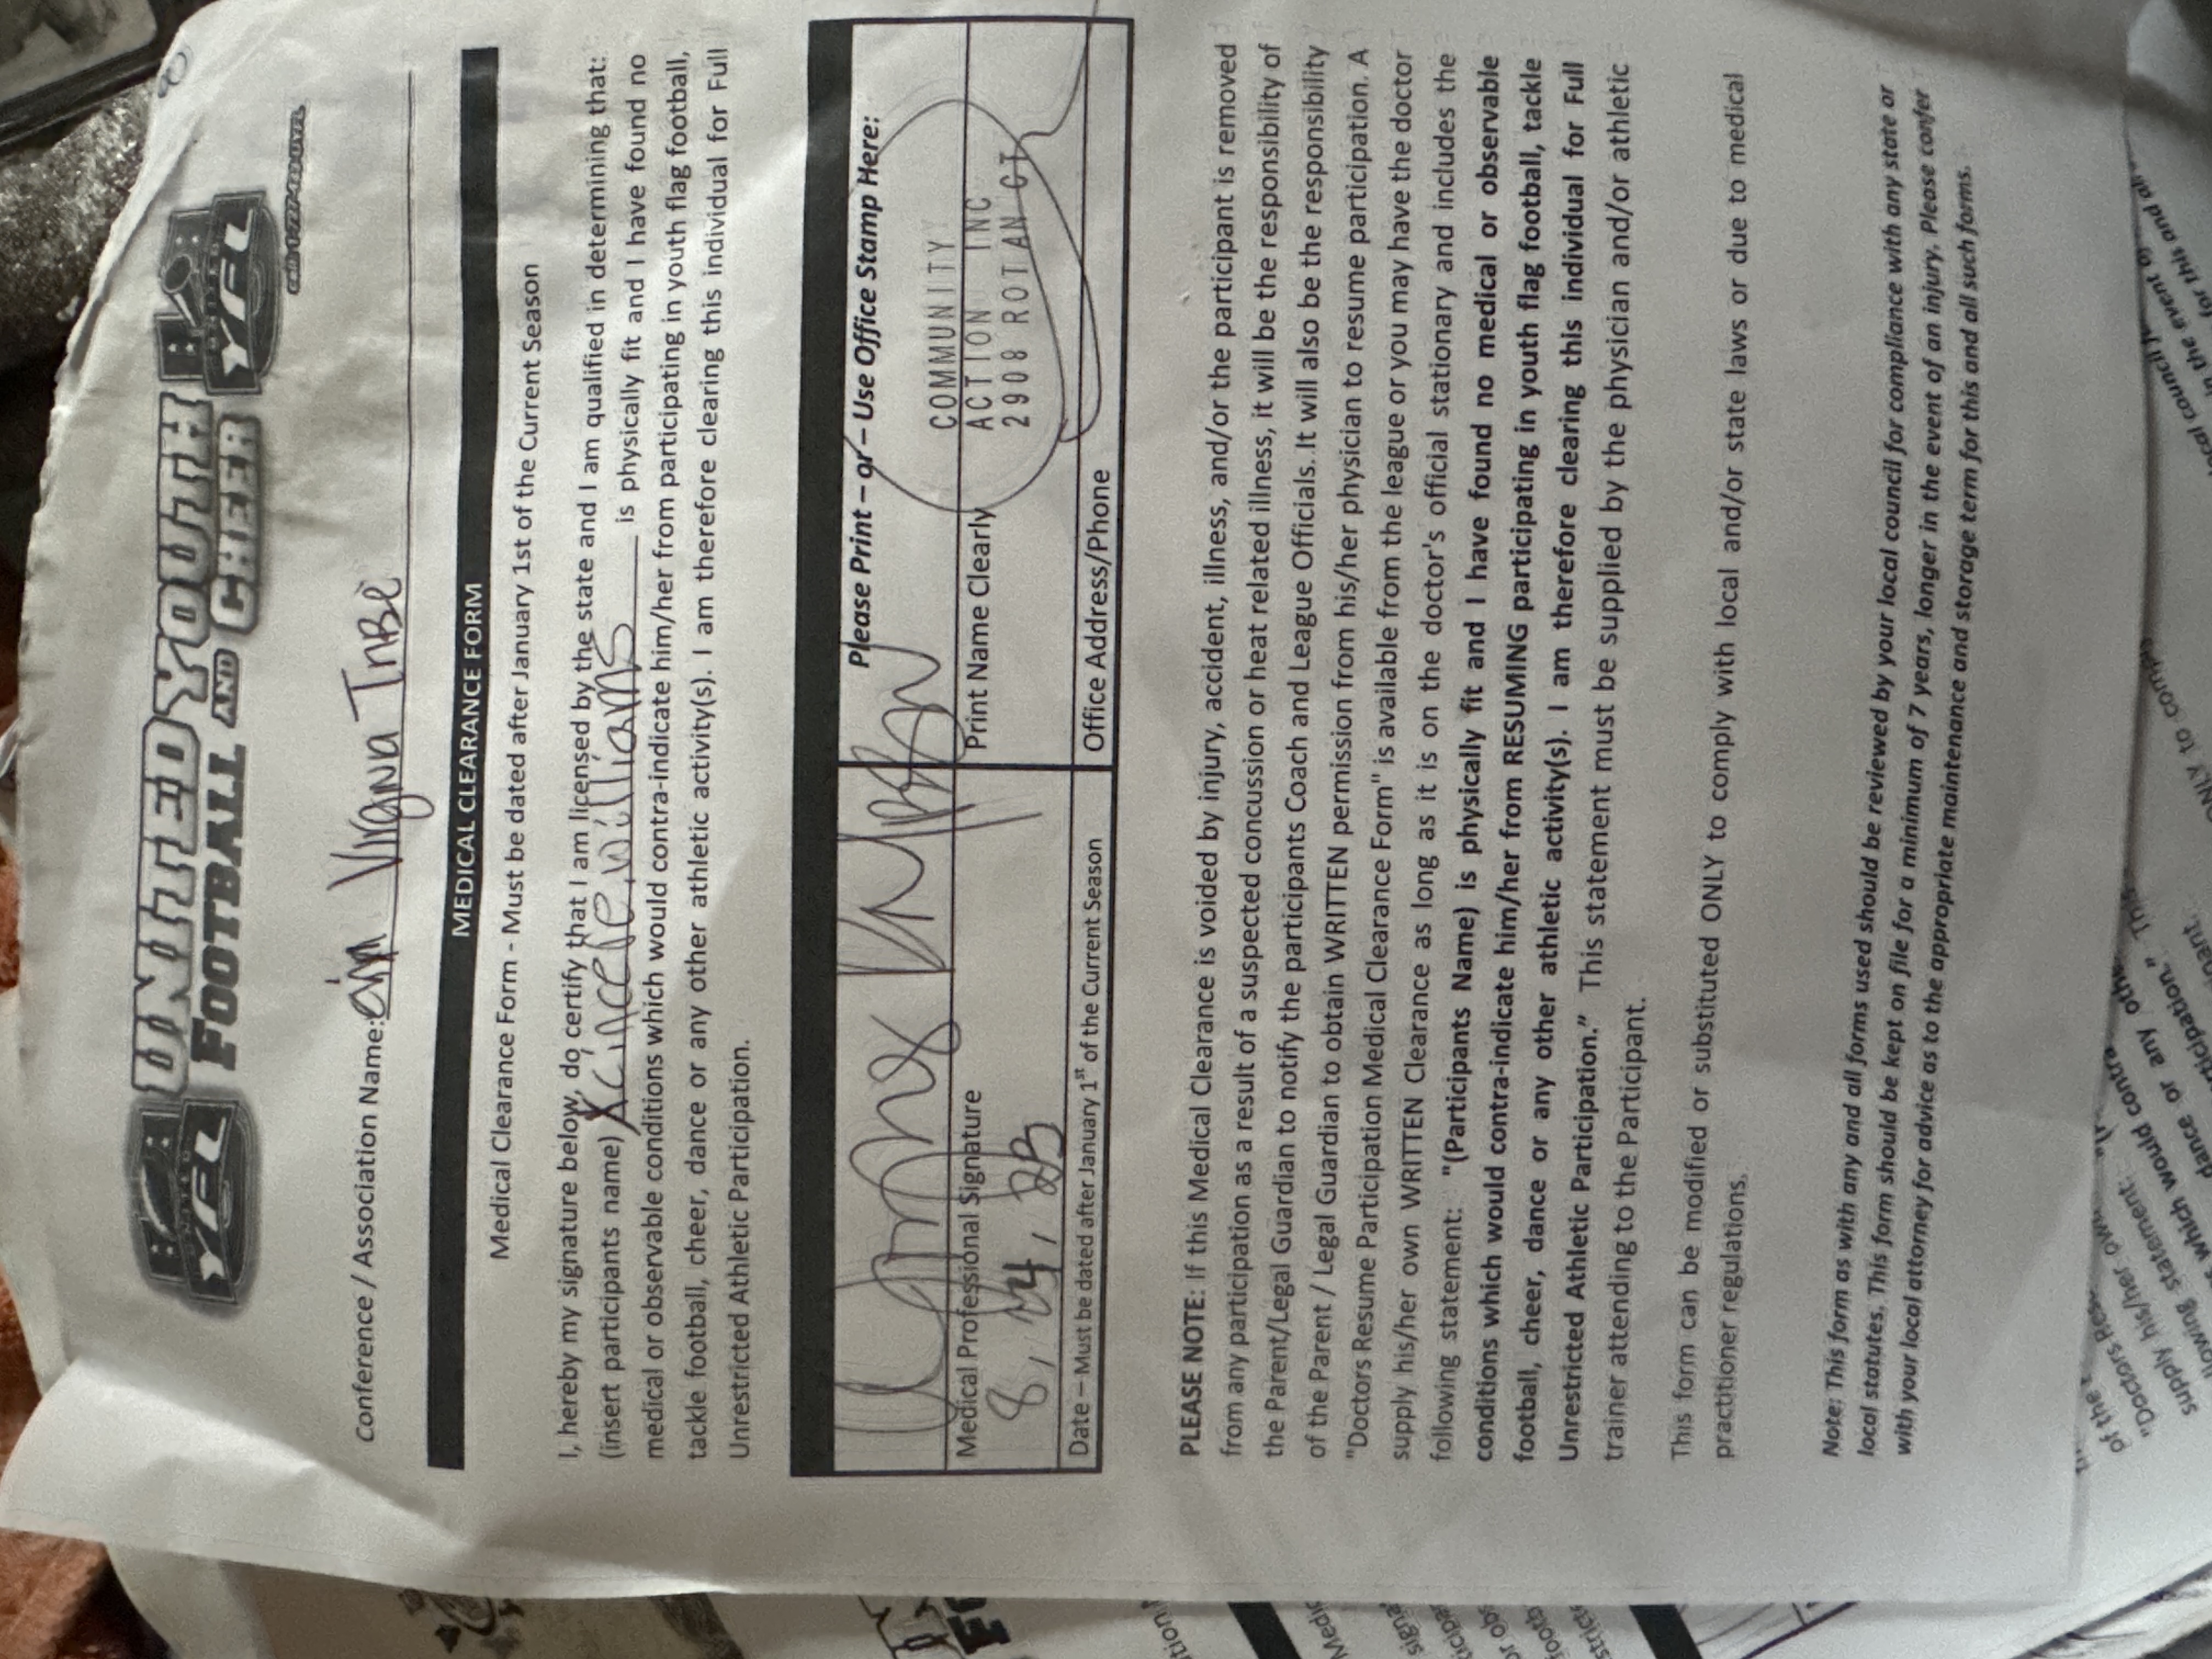 UNITED YOUTH
FOOTBALL AND CHEER
YFL
YFL
Conference / Association Name: Virgna
MEDICAL CLEARANCE FORM
Medical Clearance Form - Must be dated after January 1st of the Current Season
I, hereby my signature below, do certify that I am licensed by the state and I am qualified in determining that:
(insert participants name) williams is physically fit and I have found no
medical or observable conditions which would contra-indicate him/her from participating in youth flag football,
tackle football, cheer, dance or any other athletic activity(s). I am therefore clearing this individual for Full
Unrestricted Athletic Participation.
Please Print – or – Use Office Stamp Here:
COMMUNITY
ACTION INC
2908 ROTAN CT
Medical Professional Signature
Print Name Clearly
Date – Must be dated after January 1st of the Current Season
Office Address/Phone
PLEASE NOTE: If this Medical Clearance is voided by injury, accident, illness, and/or the participant is removed
from any participation as a result of a suspected concussion or heat related illness, it will be the responsibility of
the Parent/Legal Guardian to notify the participants Coach and League Officials. It will also be the responsibility
of the Parent / Legal Guardian to obtain WRITTEN permission from his/her physician to resume participation. A
"Doctors Resume Participation Medical Clearance Form" is available from the league or you may have the doctor
supply his/her own WRITTEN Clearance as long as it is on the doctor's official stationary and includes the
following statement: "(Participants Name) is physically fit and I have found no medical or observable
conditions which would contra-indicate him/her from RESUMING participating in youth flag football, tackle
football, cheer, dance or any other athletic activity(s). I am therefore clearing this individual for Full
Unrestricted Athletic Participation." This statement must be supplied by the physician and/or athletic
trainer attending to the Participant.
This form can be modified or substituted ONLY to comply with local and/or state laws or due to medical
practitioner regulations.
Note: This form as with any and all forms used should be reviewed by your local council for compliance with any state or
local statutes. This form should be kept on file for a minimum of 7 years, longer in the event of an injury. Please confer
with your local attorney for advice as to the appropriate maintenance and storage term for this and all such forms.